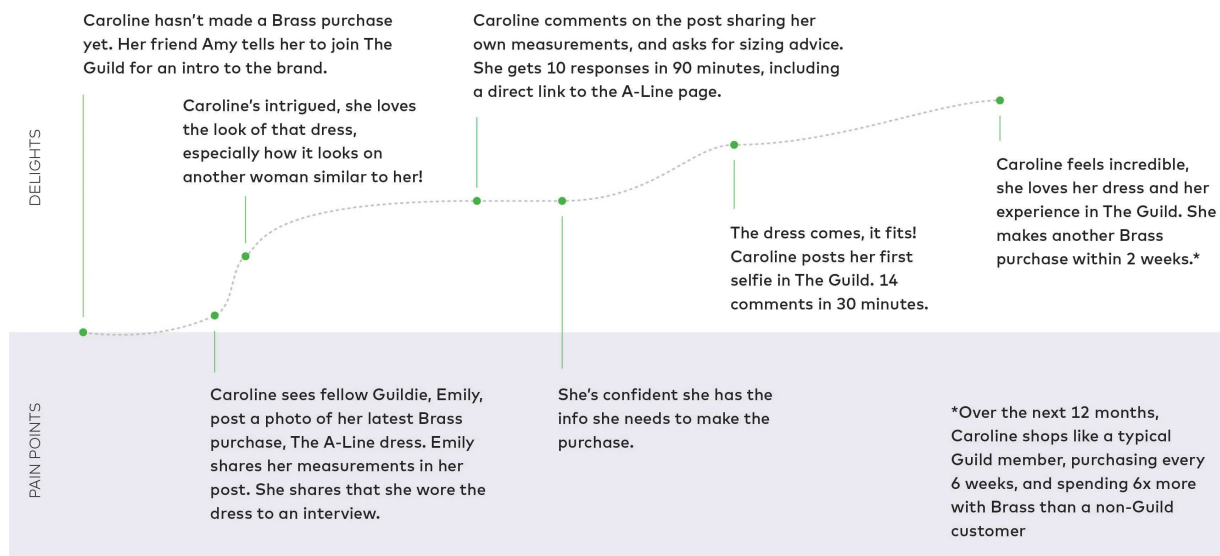 Caroline hasn’t made a Brass purchase
yet. Her friend Amy tells her to join The
Guild for an intro to the brand.
Caroline’s intrigued, she loves
the look of that dress,
especially how it looks on
another woman similar to her!
Caroline comments on the post sharing her
own measurements, and asks for sizing advice.
She gets 10 responses in 90 minutes, including
a direct link to the A-Line page.
DELIGHTS
The dress comes, it fits!
Caroline posts her first
selfie in The Guild. 14
comments in 30 minutes.
Caroline feels incredible,
she loves her dress and her
experience in The Guild. She
makes another Brass
purchase within 2 weeks.*
PAIN POINTS
Caroline sees fellow Guildie, Emily,
post a photo of her latest Brass
purchase, The A-Line dress. Emily
shares her measurements in her
post. She shares that she wore the
dress to an interview.
She’s confident she has the
info she needs to make the
purchase.
*Over the next 12 months,
Caroline shops like a typical
Guild member, purchasing every
6 weeks, and spending 6x more
with Brass than a non-Guild
customer